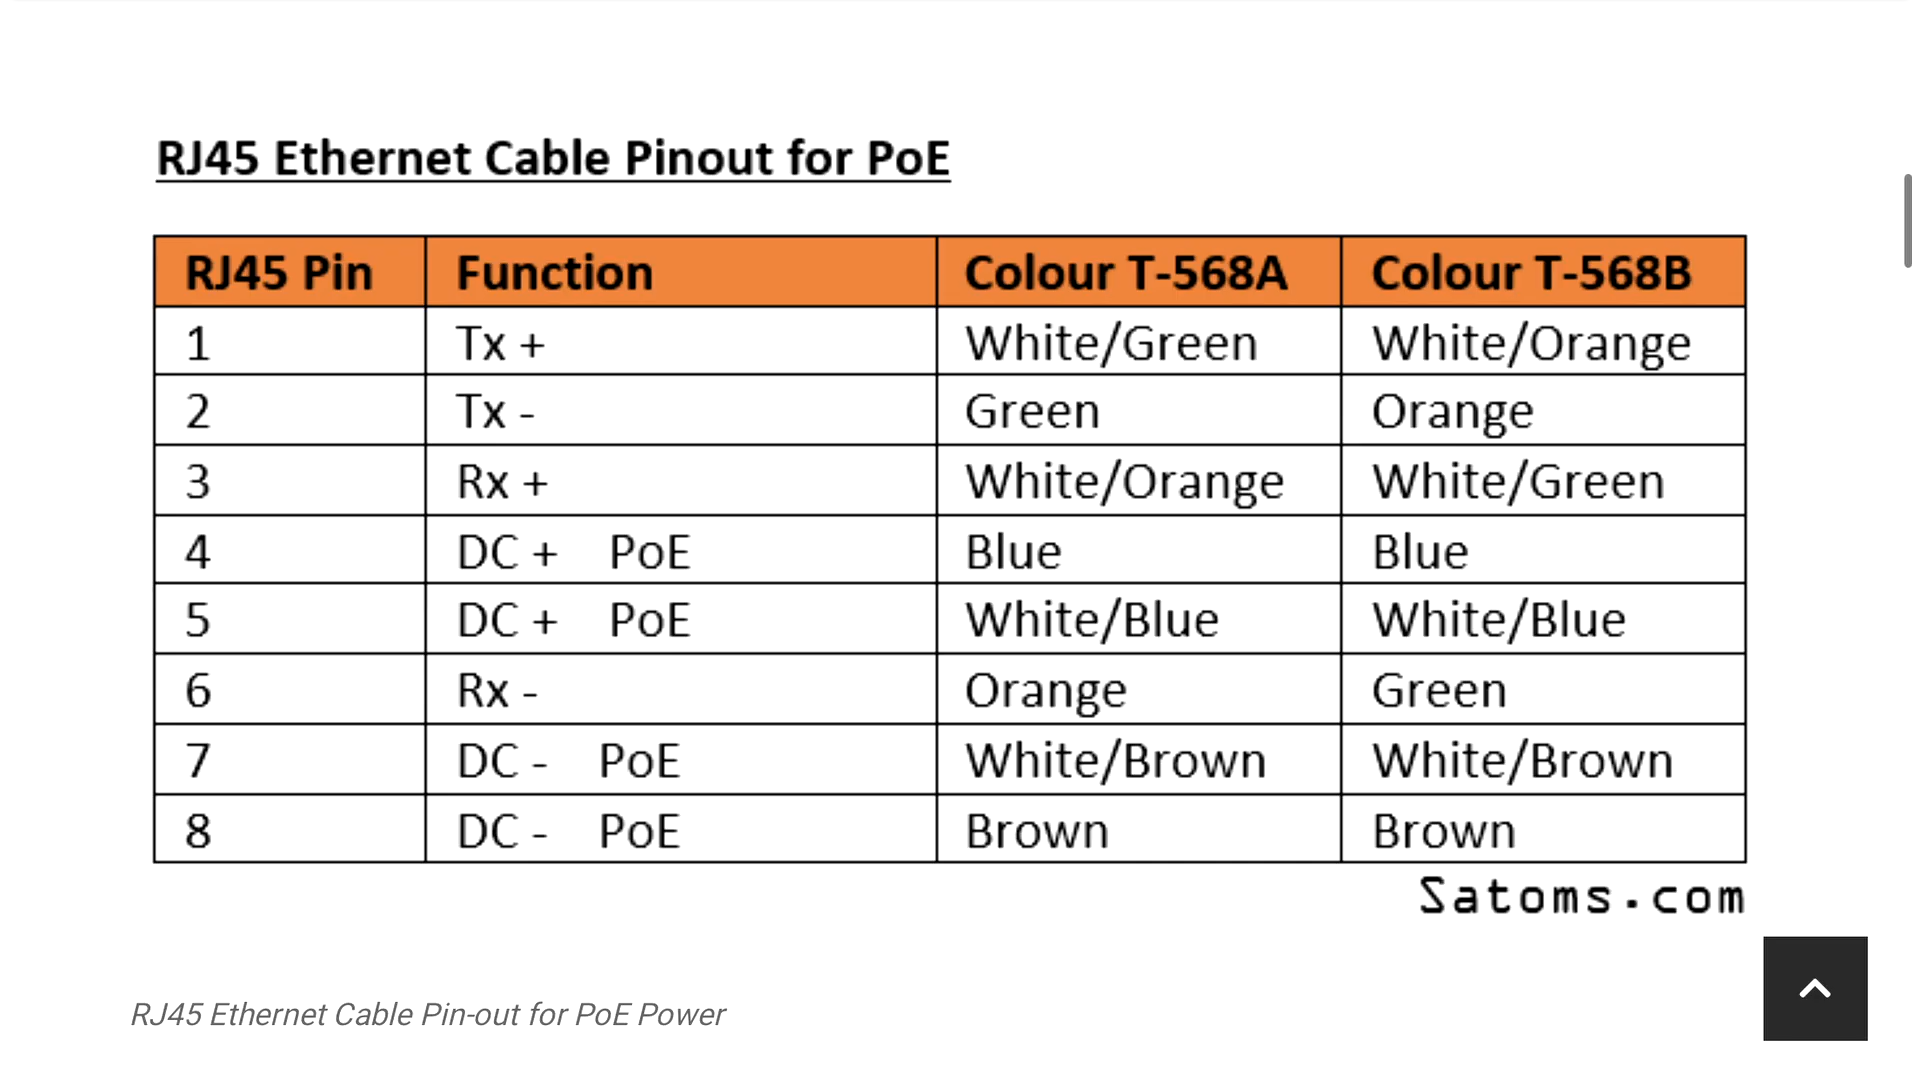 RJ45 Ethernet Cable Pinout for PoE
RJ45 Pin Function Colour T-568A Colour T-568B
1 Tx + White/Green White/Orange
2 Tx - Green Orange
3 Rx + White/Orange White/Green
4 DC + PoE Blue Blue
5 DC + PoE White/Blue White/Blue
6 Rx - Orange Green
7 DC - PoE White/Brown White/Brown
8 DC - PoE Brown Brown
Satoms.com
RJ45 Ethernet Cable Pin-out for PoE Power